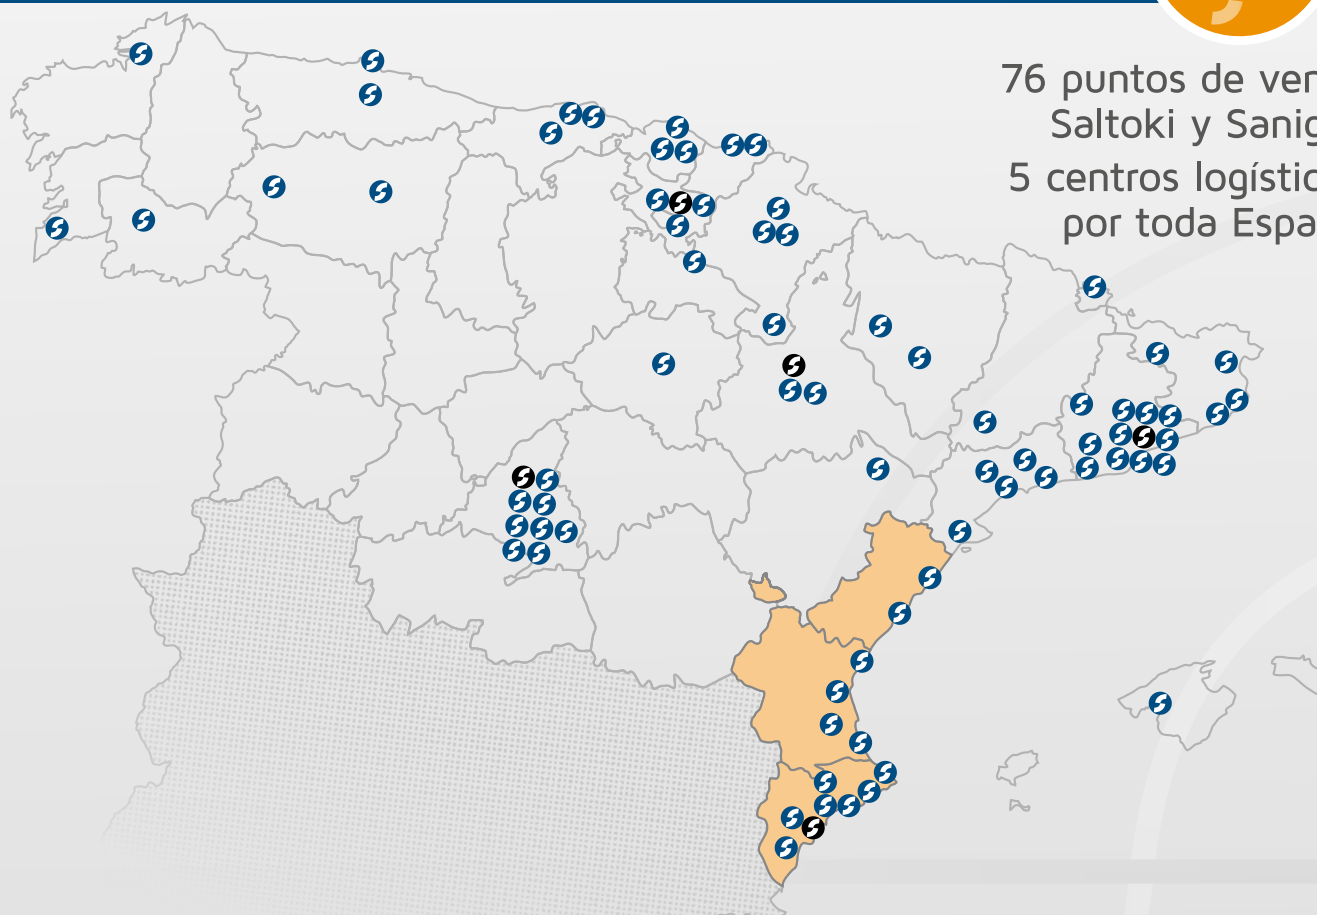 76 puntos de ven
Saltoki y Sanig
5 centros logístic
por toda Espa